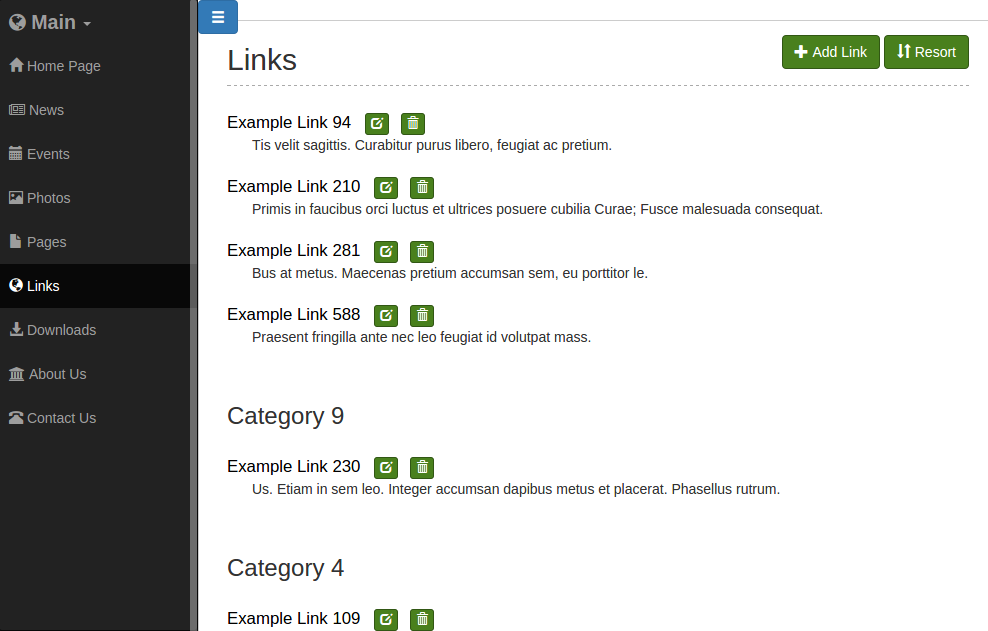 Main
Home Page
News
Events
Photos
Pages
Links
Downloads
About Us
Contact Us
Links
Add Link
Resort
Example Link 94
Tis velit sagittis. Curabitur purus libero, feugiat ac pretium.
Example Link 210
Primis in faucibus orci luctus et ultrices posuere cubilia Curae; Fusce malesuada consequat.
Example Link 281
Bus at metus. Maecenas pretium accumsan sem, eu porttitor le.
Example Link 588
Praesent fringilla ante nec leo feugiat id volutpat mass.
Category 9
Example Link 230
Us. Etiam in sem leo. Integer accumsan dapibus metus et placerat. Phasellus rutrum.
Category 4
Example Link 109